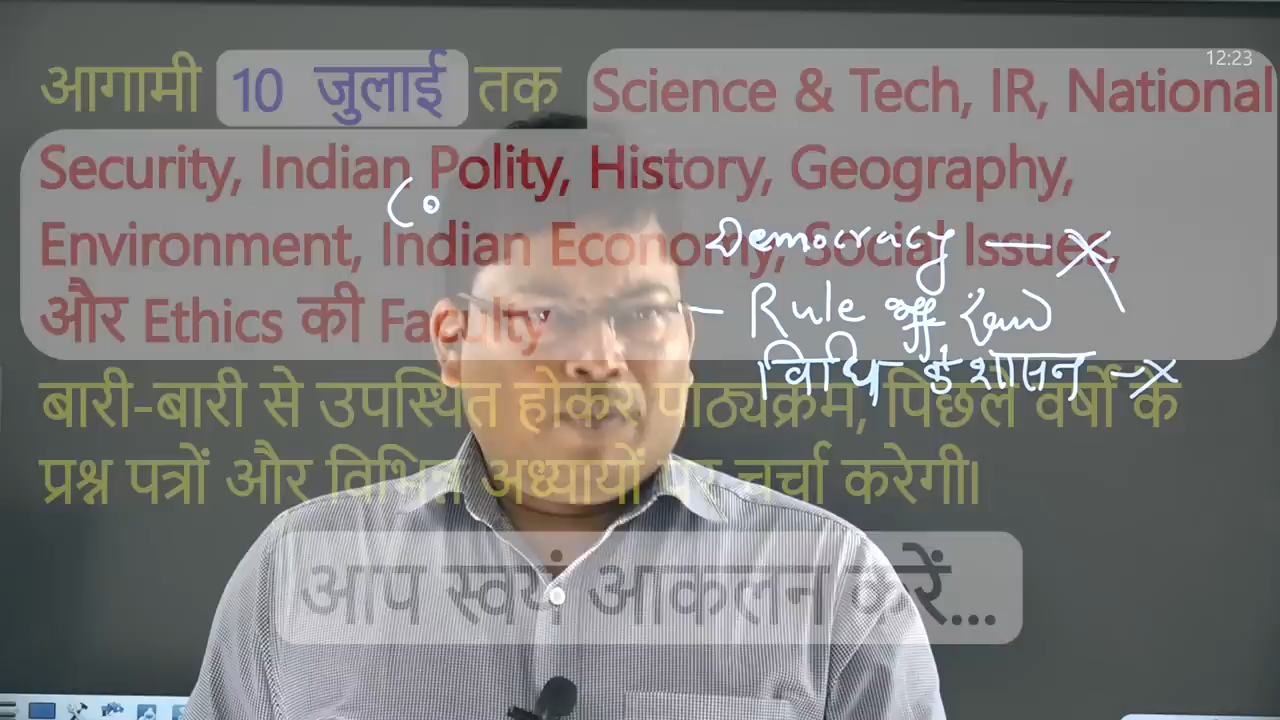 12:23
आगामी 10 जुलाई तक Science & Tech, IR, National
Security, Indian Polity, History, Geography,
Environment, Indian Economy, Social Issues,
और Ethics की Faculty
बारी-बारी से उपस्थित होकर पाठ्यक्रम, पिछले वर्षों के
प्रश्न पत्रों और विभिन्न अध्यायों पर चर्चा करेगी।
आप स्वयं आकलन करें...
Co
Democracy — X
— Rule of Law
विधि के शासन — X